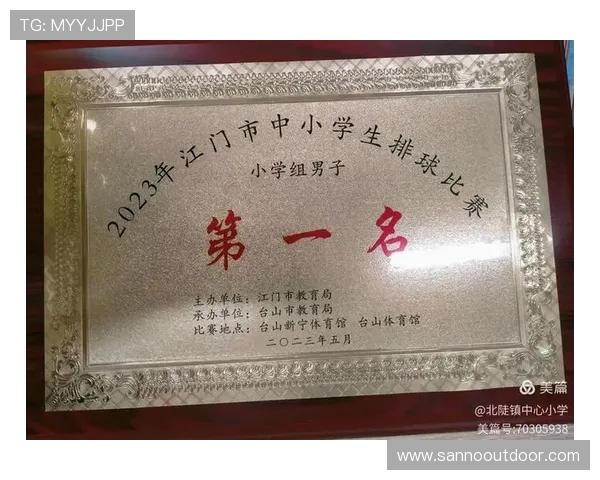 TG: MYYJJPP
2023年江门市中小学生排球比赛
小学组男子
第一名
主办单位：江门市教育局
承办单位：台山市教育局
比赛地点：台山新宁体育馆 台山体育馆
二〇二三年五月
美篇
@北陡镇中心小学
美篇号:70305938
www.sannooutdoor.com